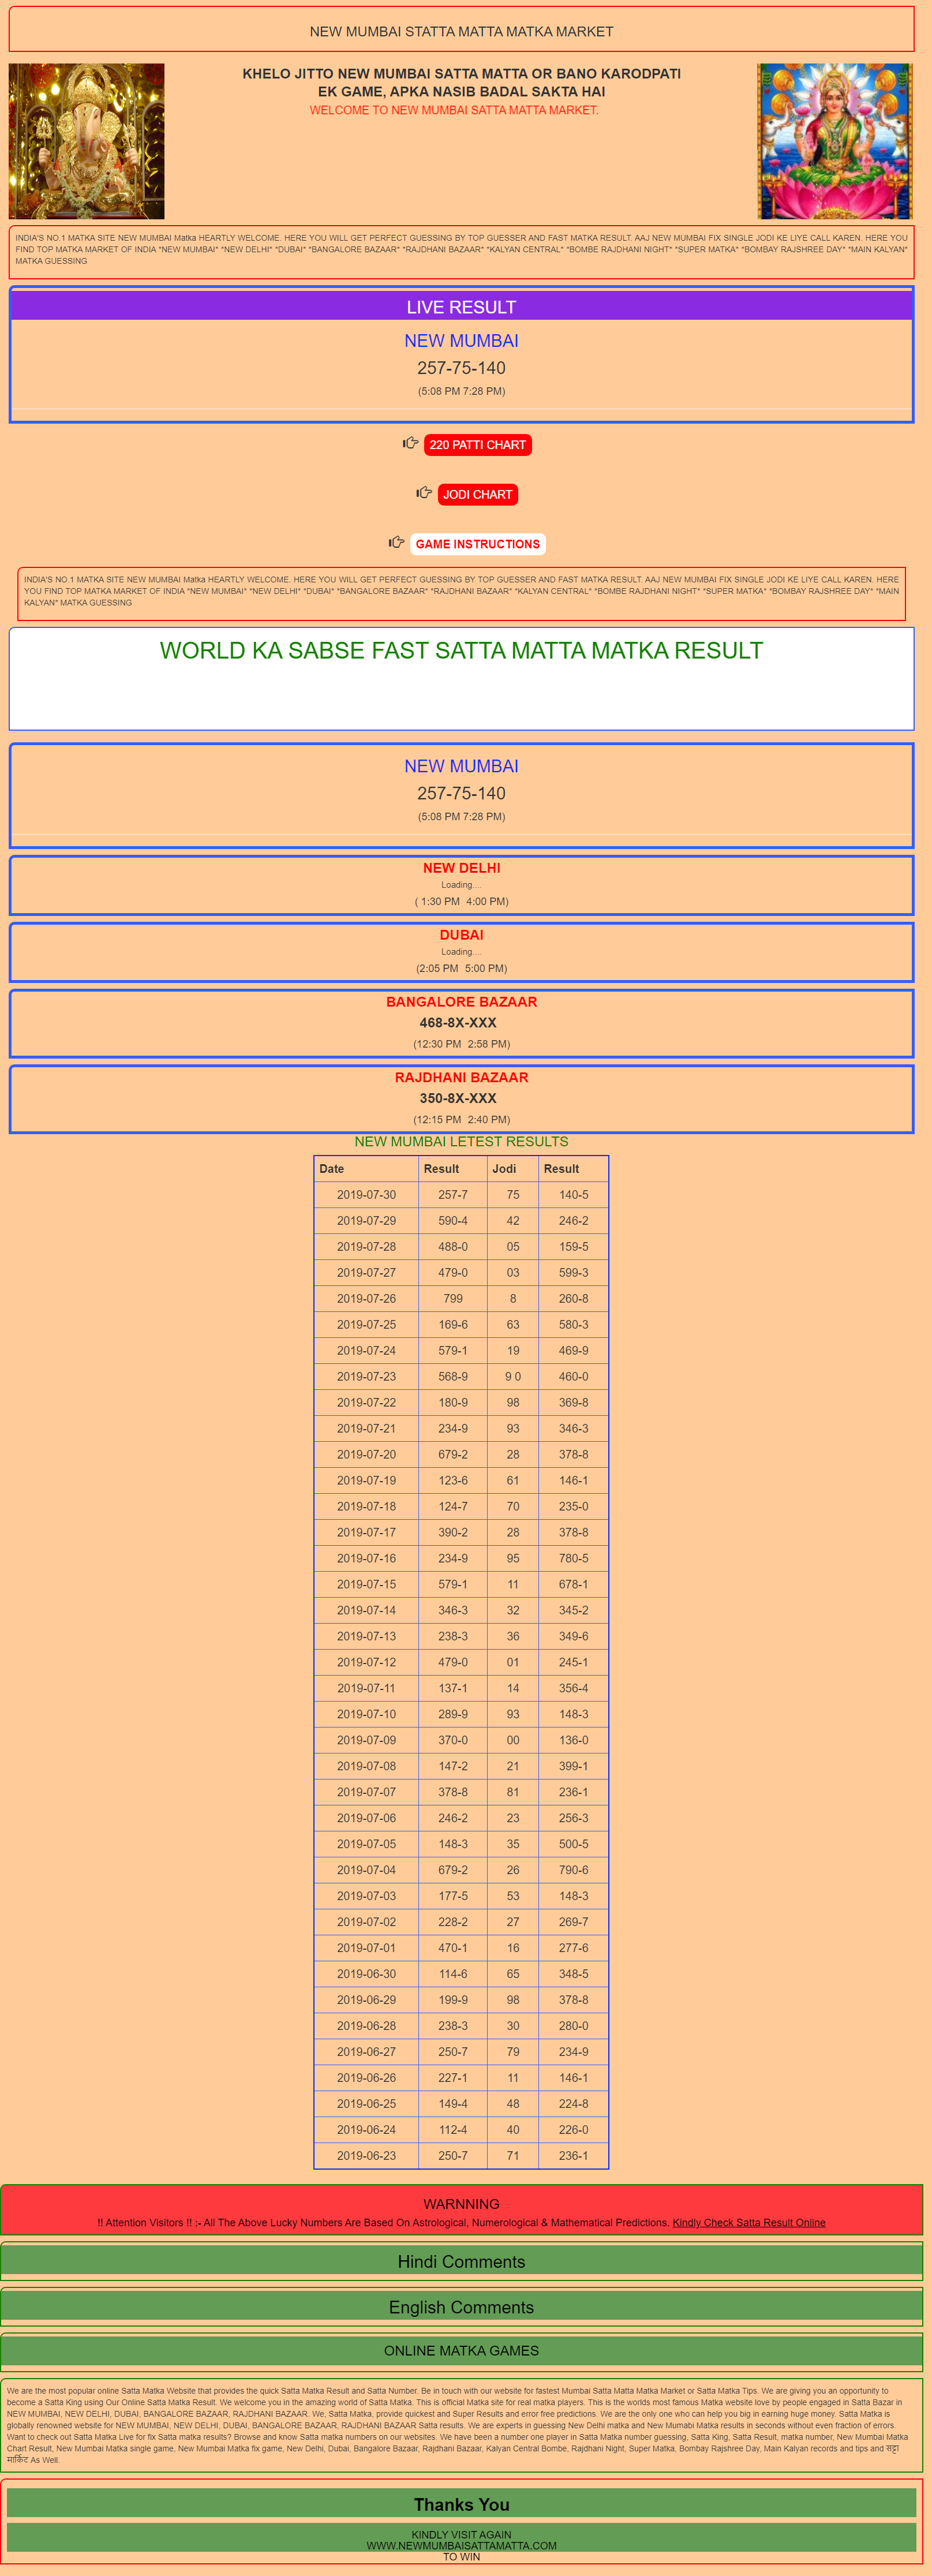 NEW MUMBAI STATTA MATTA MATKA MARKET
KHELO JITTO NEW MUMBAI SATTA MATTA OR BANO KARODPATI
EK GAME, APKA NASIB BADAL SAKTA HAI
WELCOME TO NEW MUMBAI SATTA MATTA MARKET.
INDIA'S NO.1 MATKA SITE NEW MUMBAI Matka HEARTLY WELCOME. HERE YOU WILL GET PERFECT GUESSING BY TOP GUESSER AND FAST MATKA RESULT. AAJ NEW MUMBAI FIX SINGLE JODI KE LIYE CALL KAREN. HERE YOU
FIND TOP MATKA MARKET OF INDIA *NEW MUMBAI* *NEW DELHI* *DUBAI* *BANGALORE BAZAAR* *RAJDHANI BAZAAR* *KALYAN CENTRAL* *BOMBE RAJDHANI NIGHT* *SUPER MATKA* *BOMBAY RAJSHREE DAY* *MAIN KALYAN*
MATKA GUESSING
LIVE RESULT
NEW MUMBAI
257-75-140
(5:08 PM 7:28 PM)
220 PATTI CHART
JODI CHART
GAME INSTRUCTIONS
INDIA'S NO.1 MATKA SITE NEW MUMBAI Matka HEARTLY WELCOME. HERE YOU WILL GET PERFECT GUESSING BY TOP GUESSER AND FAST MATKA RESULT. AAJ NEW MUMBAI FIX SINGLE JODI KE LIYE CALL KAREN. HERE
YOU FIND TOP MATKA MARKET OF INDIA *NEW MUMBAI* *NEW DELHI* *DUBAI* *BANGALORE BAZAAR* *RAJDHANI BAZAAR* *KALYAN CENTRAL* *BOMBE RAJDHANI NIGHT* *SUPER MATKA* *BOMBAY RAJSHREE DAY* *MAIN
KALYAN* MATKA GUESSING
WORLD KA SABSE FAST SATTA MATTA MATKA RESULT
NEW MUMBAI
257-75-140
(5:08 PM 7:28 PM)
NEW DELHI
Loading....
( 1:30 PM 4:00 PM)
DUBAI
Loading....
(2:05 PM 5:00 PM)
BANGALORE BAZAAR
468-8X-XXX
(12:30 PM 2:58 PM)
RAJDHANI BAZAAR
350-8X-XXX
(12:15 PM 2:40 PM)
NEW MUMBAI LETEST RESULTS
Date Result Jodi Result
2019-07-30 257-7 75 140-5
2019-07-29 590-4 42 246-2
2019-07-28 488-0 05 159-5
2019-07-27 479-0 03 599-3
2019-07-26 799 8 260-8
2019-07-25 169-6 63 580-3
2019-07-24 579-1 19 469-9
2019-07-23 568-9 9 0 460-0
2019-07-22 180-9 98 369-8
2019-07-21 234-9 93 346-3
2019-07-20 679-2 28 378-8
2019-07-19 123-6 61 146-1
2019-07-18 124-7 70 235-0
2019-07-17 390-2 28 378-8
2019-07-16 234-9 95 780-5
2019-07-15 579-1 11 678-1
2019-07-14 346-3 32 345-2
2019-07-13 238-3 36 349-6
2019-07-12 479-0 01 245-1
2019-07-11 137-1 14 356-4
2019-07-10 289-9 93 148-3
2019-07-09 370-0 00 136-0
2019-07-08 147-2 21 399-1
2019-07-07 378-8 81 236-1
2019-07-06 246-2 23 256-3
2019-07-05 148-3 35 500-5
2019-07-04 679-2 26 790-6
2019-07-03 177-5 53 148-3
2019-07-02 228-2 27 269-7
2019-07-01 470-1 16 277-6
2019-06-30 114-6 65 348-5
2019-06-29 199-9 98 378-8
2019-06-28 238-3 30 280-0
2019-06-27 250-7 79 234-9
2019-06-26 227-1 11 146-1
2019-06-25 149-4 48 224-8
2019-06-24 112-4 40 226-0
2019-06-23 250-7 71 236-1
WARNNING
!! Attention Visitors !! :- All The Above Lucky Numbers Are Based On Astrological, Numerological & Mathematical Predictions. Kindly Check Satta Result Online
Hindi Comments
English Comments
ONLINE MATKA GAMES
We are the most popular online Satta Matka Website that provides the quick Satta Matka Result and Satta Number. Be in touch with our website for fastest Mumbai Satta Matta Matka Market or Satta Matka Tips. We are giving you an opportunity to
become a Satta King using Our Online Satta Matka Result. We welcome you in the amazing world of Satta Matka. This is official Matka site for real matka players. This is the worlds most famous Matka website love by people engaged in Satta Bazar in
NEW MUMBAI, NEW DELHI, DUBAI, BANGALORE BAZAAR, RAJDHANI BAZAAR. We, Satta Matka, provide quickest and Super Results and error free predictions. We are the only one who can help you big in earning huge money. Satta Matka is
globally renowned website for NEW MUMBAI, NEW DELHI, DUBAI, BANGALORE BAZAAR, RAJDHANI BAZAAR Satta results. We are experts in guessing New Delhi matka and New Mumabi Matka results in seconds without even fraction of errors.
Want to check out Satta Matka Live for fix Satta matka results? Browse and know Satta matka numbers on our websites. We have been a number one player in Satta Matka number guessing, Satta King, Satta Result, matka number, New Mumbai Matka
Chart Result, New Mumbai Matka single game, New Mumbai Matka fix game, New Delhi, Dubai, Bangalore Bazaar, Rajdhani Bazaar, Kalyan Central Bombe, Rajdhani Night, Super Matka, Bombay Rajshree Day, Main Kalyan records and tips and सट्टा
मार्किट As Well.
Thanks You
KINDLY VISIT AGAIN
WWW.NEWMUMBAISATTAMATTA.COM
TO WIN